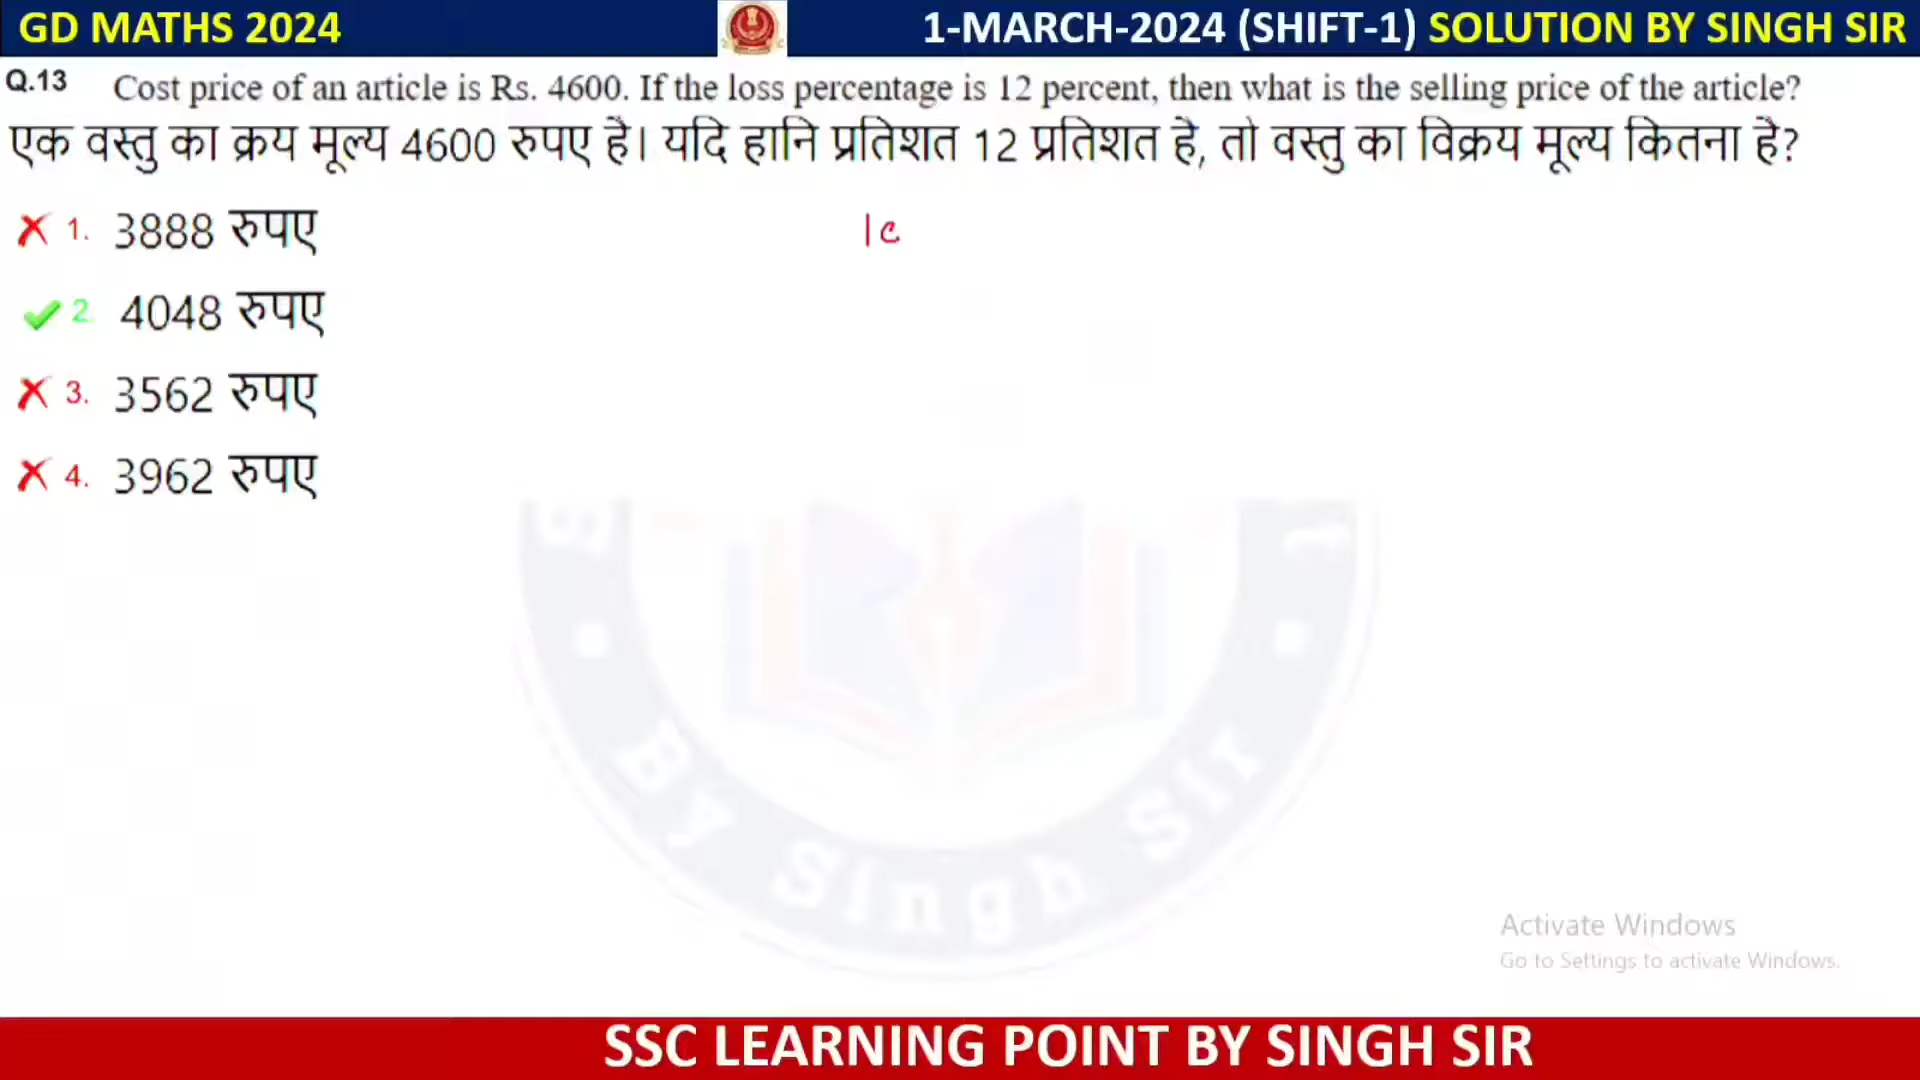 GD MATHS 2024
1-MARCH-2024 (SHIFT-1) SOLUTION BY SINGH SIR
Q.13 Cost price of an article is Rs. 4600. If the loss percentage is 12 percent, then what is the selling price of the article?
एक वस्तु का क्रय मूल्य 4600 रुपए है। यदि हानि प्रतिशत 12 प्रतिशत है, तो वस्तु का विक्रय मूल्य कितना है?
1. 3888 रुपए
2. 4048 रुपए
3. 3562 रुपए
4. 3962 रुपए
By Singh Sir
Activate Windows
Go to Settings to activate Windows.
SSC LEARNING POINT BY SINGH SIR